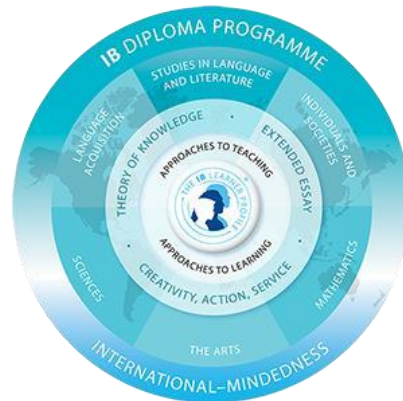 IB DIPLOMA PROGRAMME
STUDIES IN LANGUAGE
AND LITERATURE
LANGUAGE
ACQUISITION
INDIVIDUALS AND
SOCIETIES
THEORY OF KNOWLEDGE
EXTENDED ESSAY
APPROACHES TO TEACHING
THE IB LEARNER PROFILE
APPROACHES TO LEARNING
CREATIVITY, ACTION, SERVICE
SCIENCES
MATHEMATICS
THE ARTS
INTERNATIONAL–MINDEDNESS